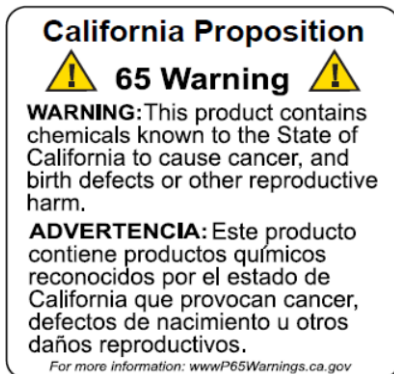 California Proposition
65 Warning
WARNING: This product contains
chemicals known to the State of
California to cause cancer, and
birth defects or other reproductive
harm.
ADVERTENCIA: Este producto
contiene productos químicos
reconocidos por el estado de
California que provocan cancer,
defectos de nacimiento u otros
daños reproductivos.
For more information: wwwP65Warnings.ca.gov